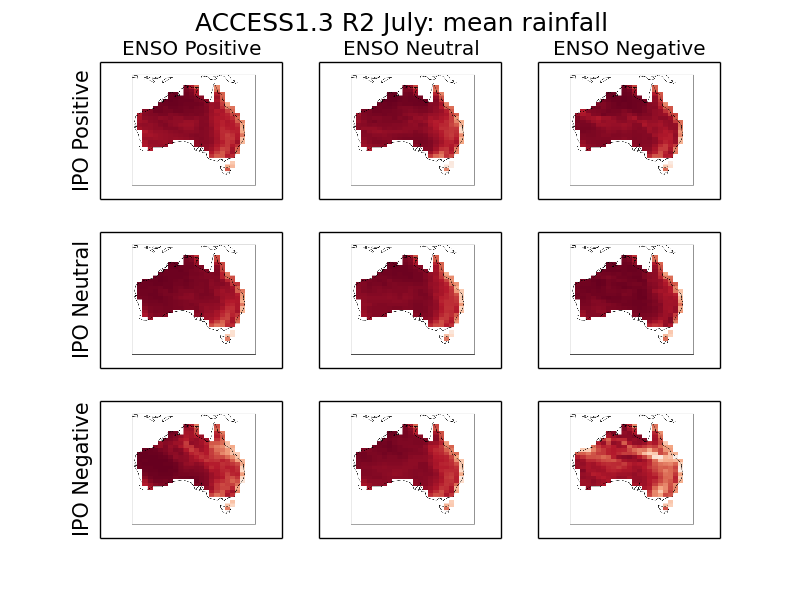 ACCESS1.3 R2 July: mean rainfall
ENSO Positive
ENSO Neutral
ENSO Negative
IPO Positive
IPO Neutral
IPO Negative